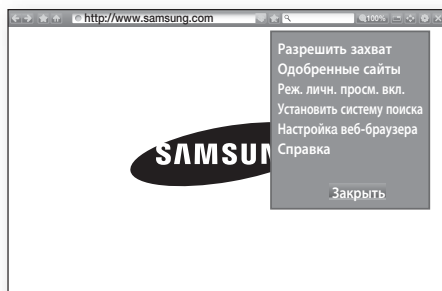 http://www.samsung.com
100%
Разрешить захват
Одобренные сайты
Реж. личн. просм. вкл.
Установить систему поиска
Настройка веб-браузера
Справка
SAMSUN
Закрыть